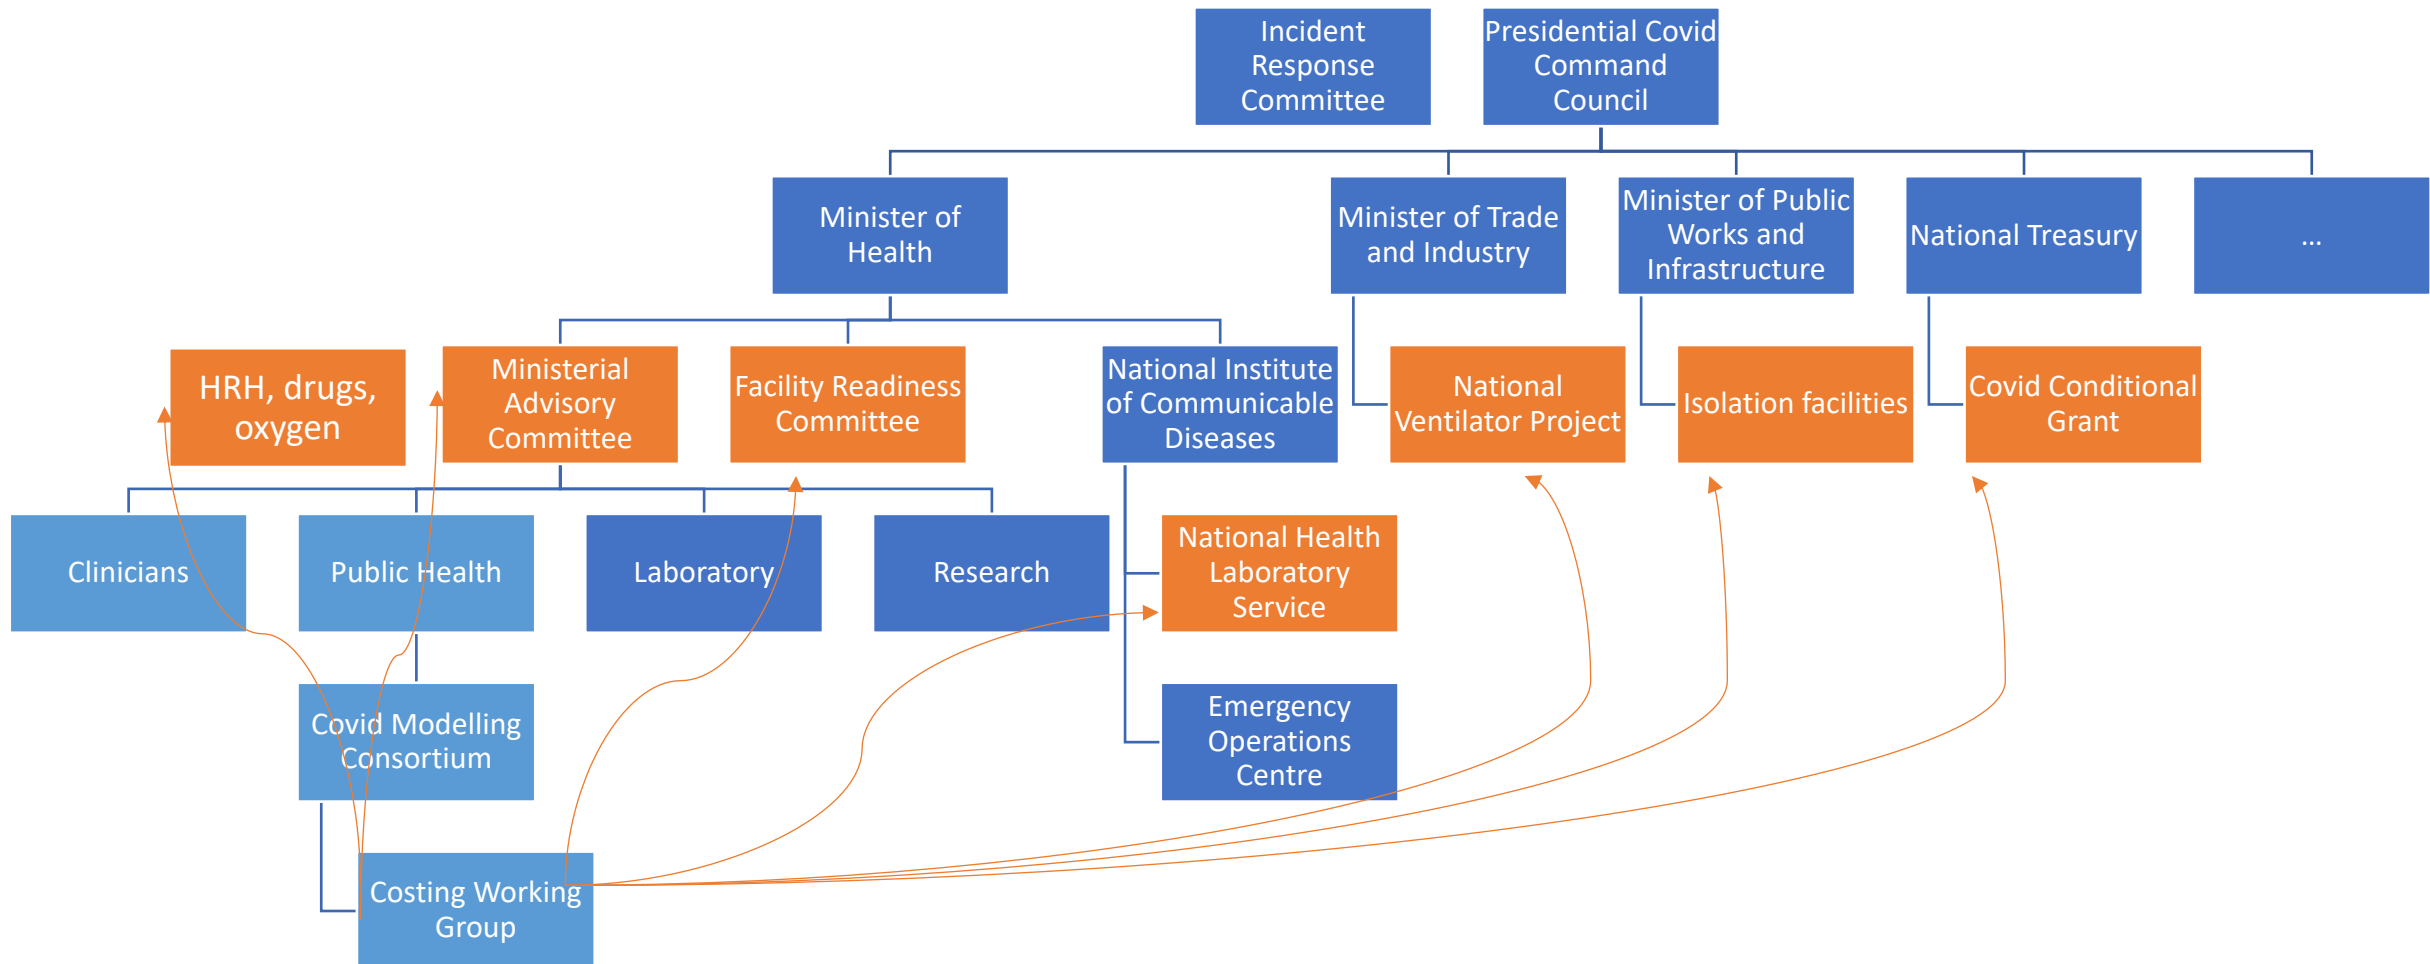 Incident
Response
Committee
Presidential Covid
Command
Council
Minister of
Health
Minister of Trade
and Industry
Minister of Public
Works and
Infrastructure
National Treasury
...
HRH, drugs,
oxygen
Ministerial
Advisory
Committee
Facility Readiness
Committee
National Institute
of Communicable
Diseases
National
Ventilator Project
Isolation facilities
Covid Conditional
Grant
Clinicians
Public Health
Laboratory
Research
National Health
Laboratory
Service
Covid Modelling
Consortium
Emergency
Operations
Centre
Costing Working
Group